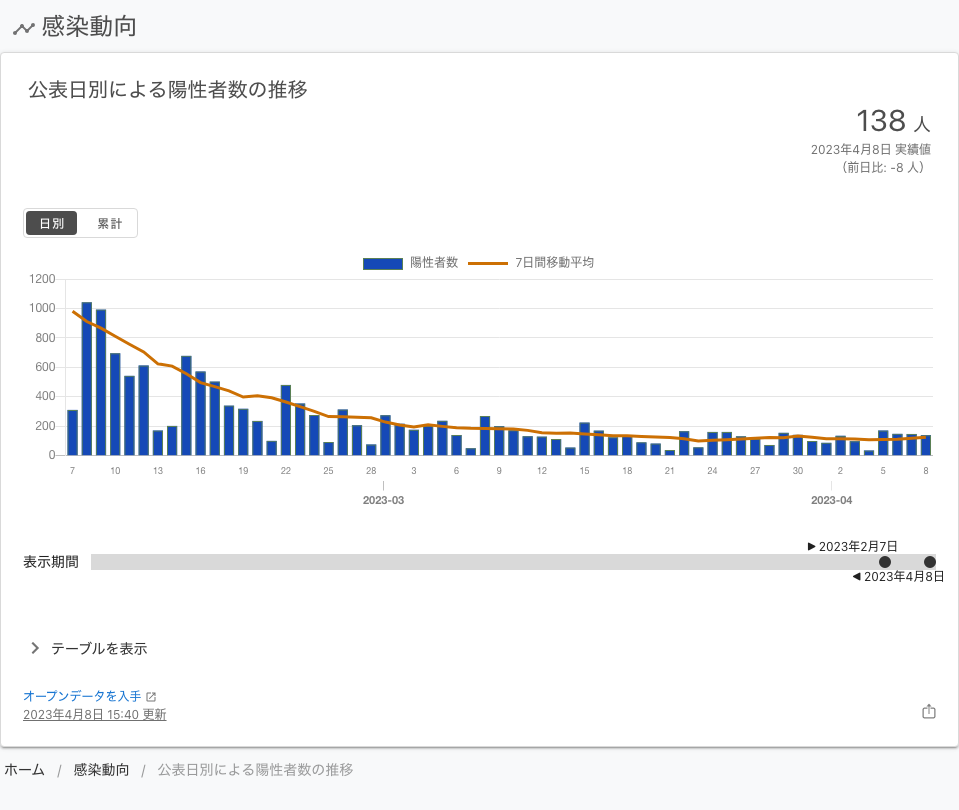 感染動向
公表日別による陽性者数の推移
138 人
2023年4月8日 実績値
（前日比: -8 人）
日別 累計
陽性者数 7日間移動平均
1200
1000
800
600
400
200
0
7 10 13 16 19 22 25 28 3 6 9 12 15 18 21 24 27 30 2 5 8
2023-03 2023-04
2023年2月7日
表示期間
2023年4月8日
テーブルを表示
オープンデータを入手
2023年4月8日 15:40 更新
ホーム / 感染動向 / 公表日別による陽性者数の推移